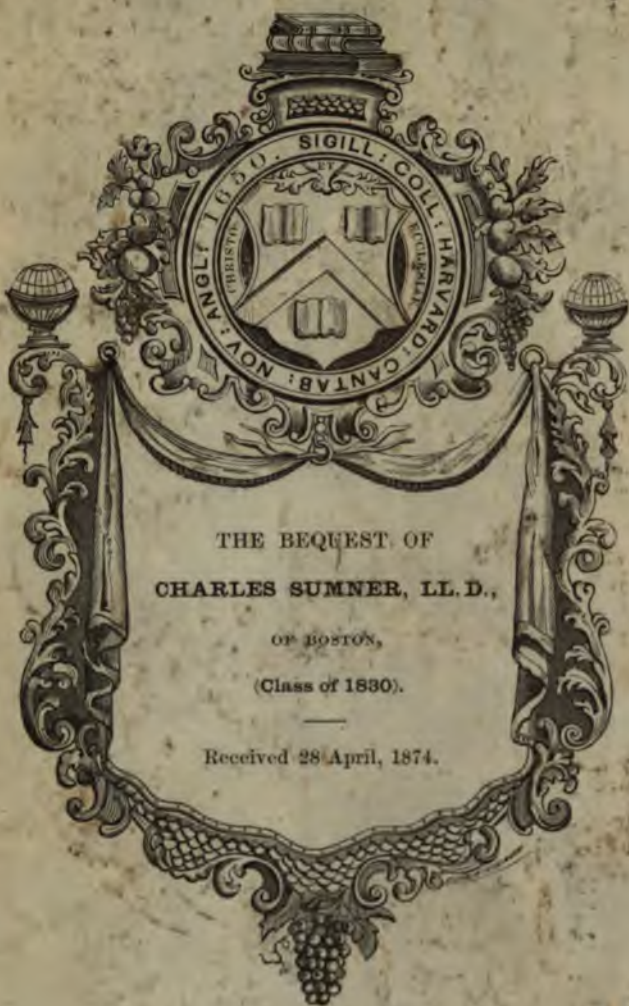 SIGILL: COLL: HARVARD: CANTAB: NOV: ANGL: 1650.
ET
CHRISTO
ECCLESIAE
THE BEQUEST OF
CHARLES SUMNER, LL.D.,
OF BOSTON,
(Class of 1830).
Received 28 April, 1874.